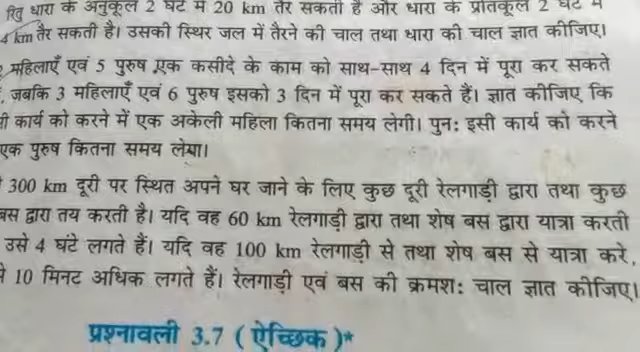 रितु धारा के अनुकूल 2 घंटे में 20 km तैर सकती है और धारा के प्रतिकूल 2 घंटे में
4 km तैर सकती है। उसकी स्थिर जल में तैरने की चाल तथा धारा की चाल ज्ञात कीजिए।
महिलाएँ एवं 5 पुरुष एक कसीदे के काम को साथ-साथ 4 दिन में पूरा कर सकते
, जबकि 3 महिलाएँ एवं 6 पुरुष इसको 3 दिन में पूरा कर सकते हैं। ज्ञात कीजिए कि
कार्य को करने में एक अकेली महिला कितना समय लेगी। पुन: इसी कार्य को करने
एक पुरुष कितना समय लेगा।
300 km दूरी पर स्थित अपने घर जाने के लिए कुछ दूरी रेलगाड़ी द्वारा तथा कुछ
बस द्वारा तय करती है। यदि वह 60 km रेलगाड़ी द्वारा तथा शेष बस द्वारा यात्रा करती
उसे 4 घंटे लगते हैं। यदि वह 100 km रेलगाड़ी से तथा शेष बस से यात्रा करे,
10 मिनट अधिक लगते हैं। रेलगाड़ी एवं बस की क्रमश: चाल ज्ञात कीजिए।
प्रश्नावली 3.7 (ऐच्छिक)*